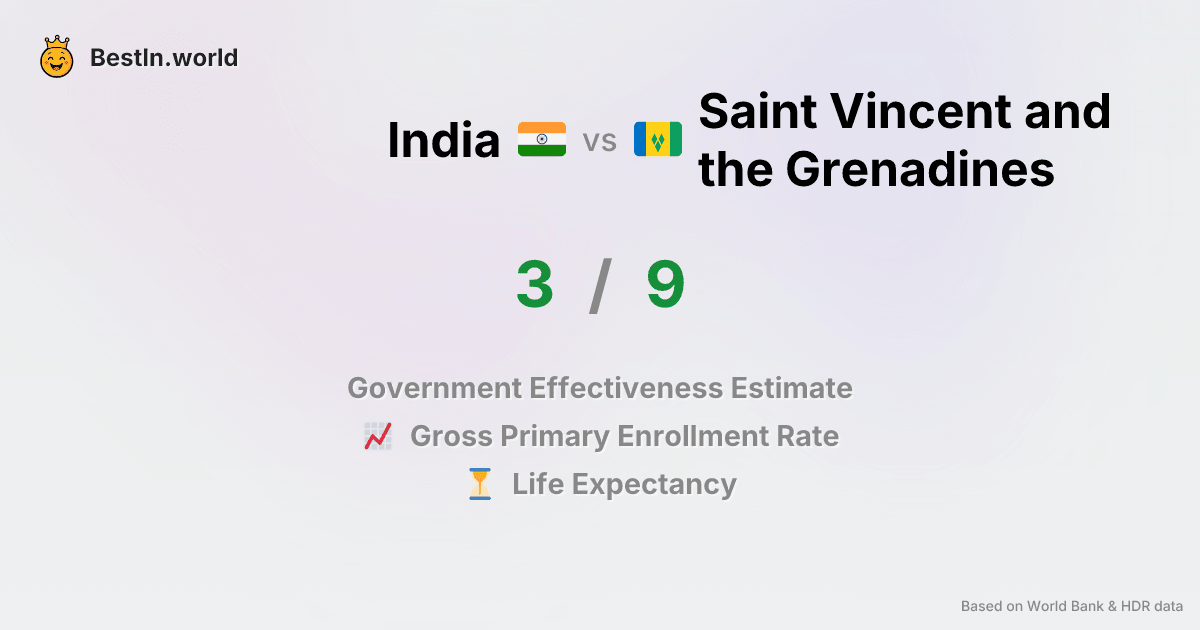 BestIn.world
India vs Saint Vincent and
the Grenadines
3 / 9
Government Effectiveness Estimate
Gross Primary Enrollment Rate
Life Expectancy
Based on World Bank & HDR data